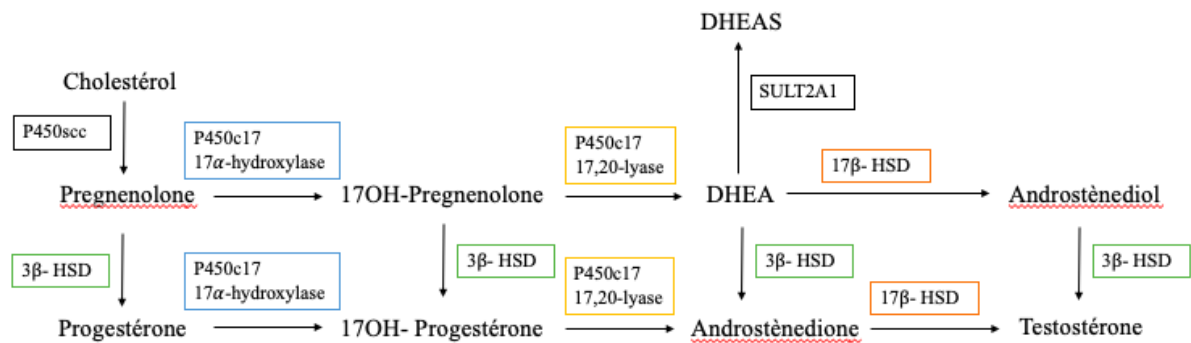 DHEAS
Cholestérol
SULT2A1
P450scc
P450c17
17α-hydroxylase
P450c17
17,20-lyase
17β- HSD
Pregnenolone
17OH-Pregnenolone
DHEA
Androstènediol
3β- HSD
P450c17
17α-hydroxylase
3β- HSD
P450c17
17,20-lyase
3β- HSD
17β- HSD
3β- HSD
Progestérone
17OH- Progestérone
Androstènedione
Testostérone